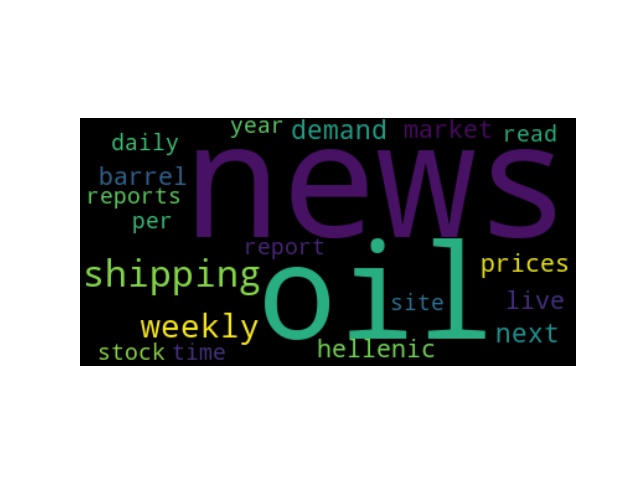 year demand market read
daily
news
barrel
reports
per
report
oil
prices
shipping
site live
weekly
next
hellenic
stock time